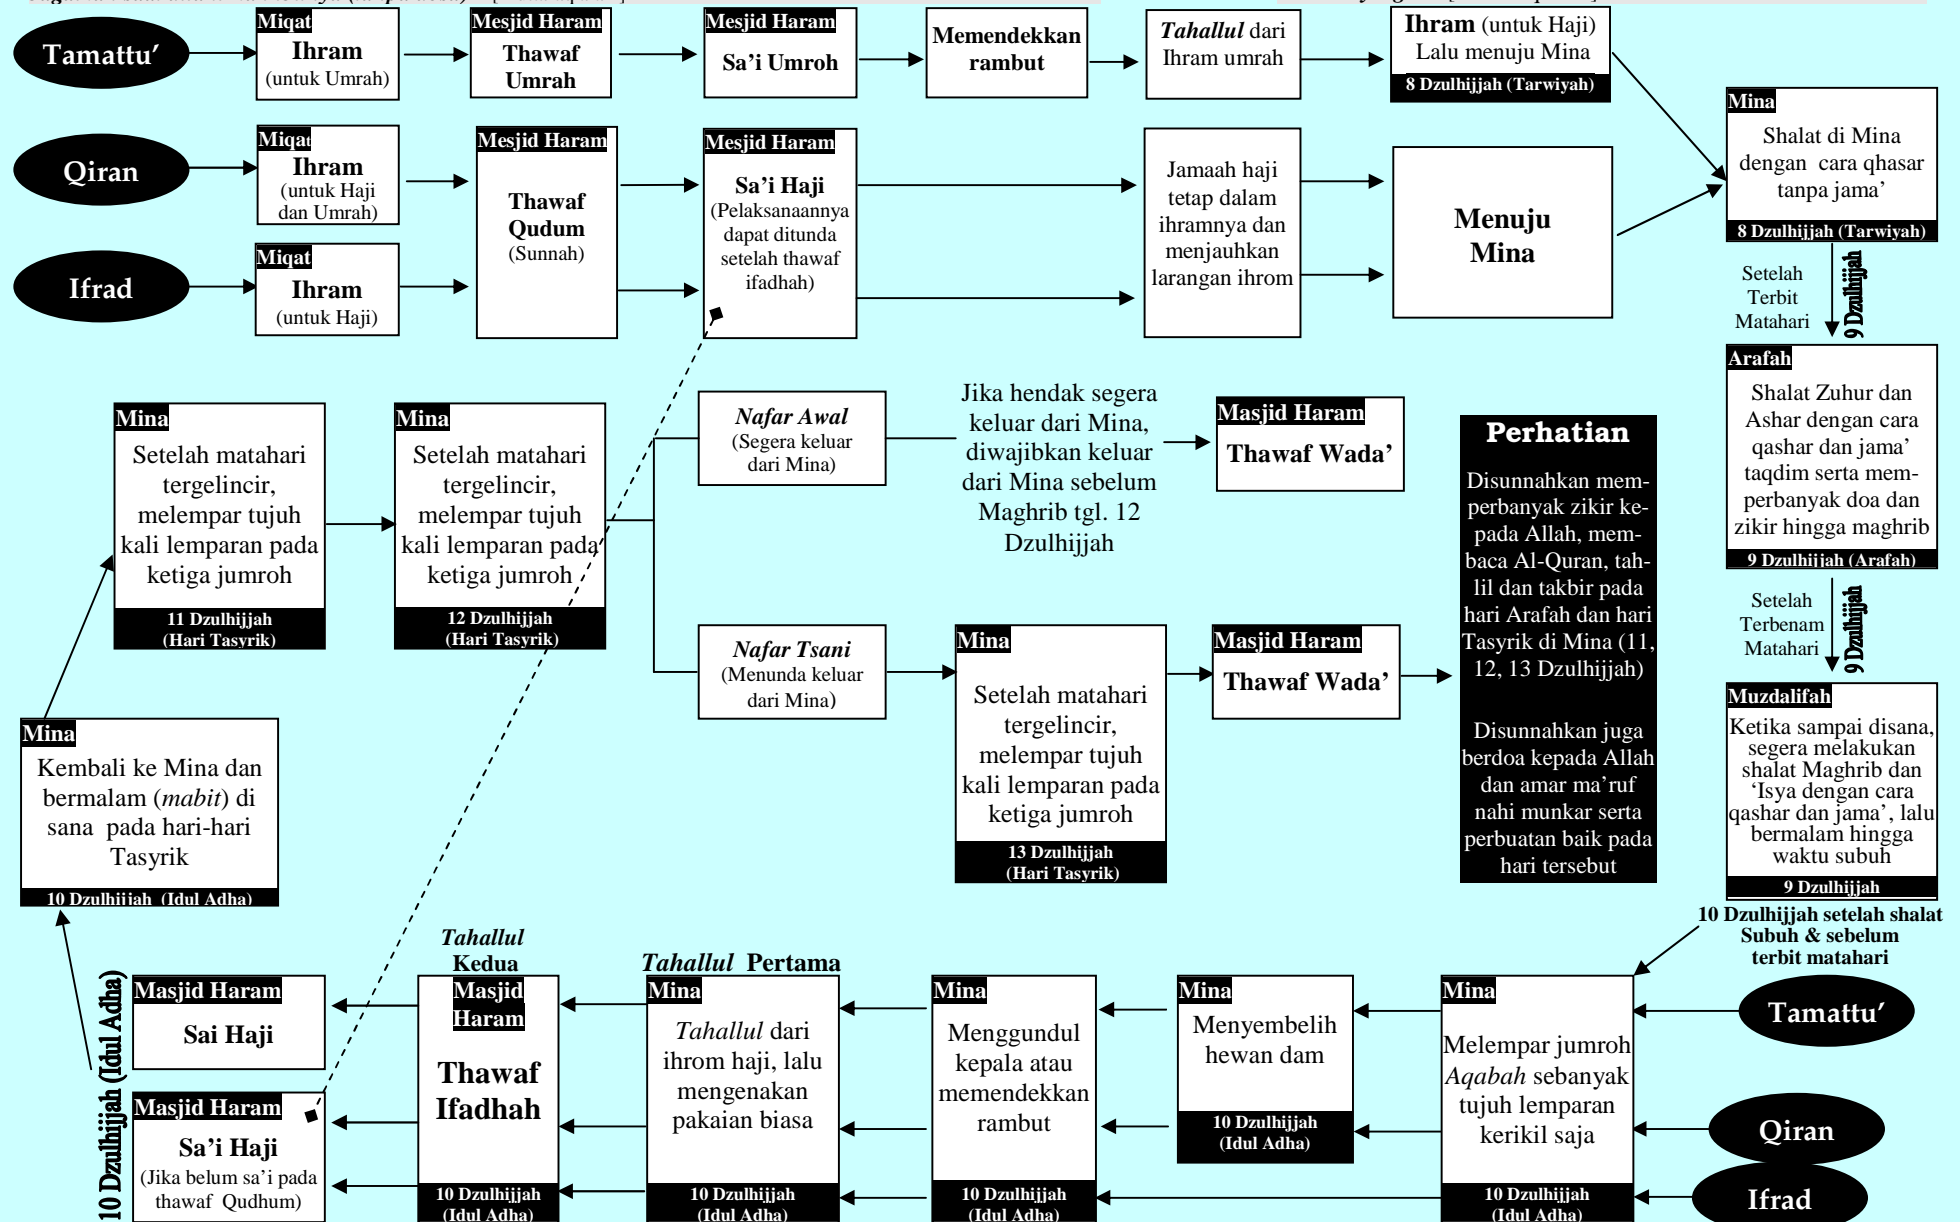 Tamattu’
Miqat
Ihram
(untuk Umrah)
Mesjid Haram
Thawaf
Umrah
Mesjid Haram
Sa’i Umroh
Memendekkan
rambut
Tahallul dari
Ihram umrah
Ihram (untuk Haji)
Lalu menuju Mina
8 Dzulhijjah (Tarwiyah)
Qiran
Miqat
Ihram
(untuk Haji
dan Umrah)
Ifrad
Miqat
Ihram
(untuk Haji)
Mesjid Haram
Thawaf
Qudum
(Sunnah)
Mesjid Haram
Sa’i Haji
(Pelaksanaannya
dapat ditunda
setelah thawaf
ifadhah)
Jamaah haji
tetap dalam
ihramnya dan
menjauhkan
larangan ihrom
Menuju
Mina
Mina
Shalat di Mina
dengan cara qhasar
tanpa jama’
8 Dzulhijjah (Tarwiyah)
Setelah
Terbit
Matahari
9 Dzulhijjah
Arafah
Shalat Zuhur dan
Ashar dengan cara
qashar dan jama’
taqdim serta mem-
perbanyak doa dan
zikir hingga maghrib
9 Dzulhijjah (Arafah)
Setelah
Terbenam
Matahari
9 Dzulhijjah
Muzdalifah
Ketika sampai disana,
segera melakukan
shalat Maghrib dan
‘Isya dengan cara
qashar dan jama’, lalu
bermalam hingga
waktu subuh
9 Dzulhijjah
10 Dzulhijjah setelah shalat
Subuh & sebelum
terbit matahari
Tamattu’
Qiran
Ifrad
Mina
Melempar jumroh
Aqabah sebanyak
tujuh lemparan
kerikil saja
10 Dzulhijjah
(Idul Adha)
Mina
Menyembelih
hewan dam
10 Dzulhijjah
(Idul Adha)
Mina
Menggundul
kepala atau
memendekkan
rambut
10 Dzulhijjah
(Idul Adha)
Tahallul Pertama
Mina
Tahallul dari
ihrom haji, lalu
mengenakan
pakaian biasa
10 Dzulhijjah
(Idul Adha)
Tahallul
Kedua
Masjid
Haram
Thawaf
Ifadhah
10 Dzulhijjah
(Idul Adha)
Masjid Haram
Sai Haji
Masjid Haram
Sa’i Haji
(Jika belum sa’i pada
thawaf Qudhum)
10 Dzulhijjah (Idul Adha)
Mina
Kembali ke Mina dan
bermalam (mabit) di
sana pada hari-hari
Tasyrik
10 Dzulhijjah (Idul Adha)
Mina
Setelah matahari
tergelincir,
melempar tujuh
kali lemparan pada
ketiga jumroh
11 Dzulhijjah
(Hari Tasyrik)
Mina
Setelah matahari
tergelincir,
melempar tujuh
kali lemparan pada
ketiga jumroh
12 Dzulhijjah
(Hari Tasyrik)
Nafar Awal
(Segera keluar
dari Mina)
Jika hendak segera
keluar dari Mina,
diwajibkan keluar
dari Mina sebelum
Maghrib tgl. 12
Dzulhijjah
Masjid Haram
Thawaf Wada’
Nafar Tsani
(Menunda keluar
dari Mina)
Mina
Setelah matahari
tergelincir,
melempar tujuh
kali lemparan pada
ketiga jumroh
13 Dzulhijjah
(Hari Tasyrik)
Masjid Haram
Thawaf Wada’
Perhatian
Disunnahkan mem-
perbanyak zikir ke-
pada Allah, mem-
baca Al-Quran, tah-
lil dan takbir pada
hari Arafah dan hari
Tasyrik di Mina (11,
12, 13 Dzulhijjah)
Disunnahkan juga
berdoa kepada Allah
dan amar ma’ruf
nahi munkar serta
perbuatan baik pada
hari tersebut